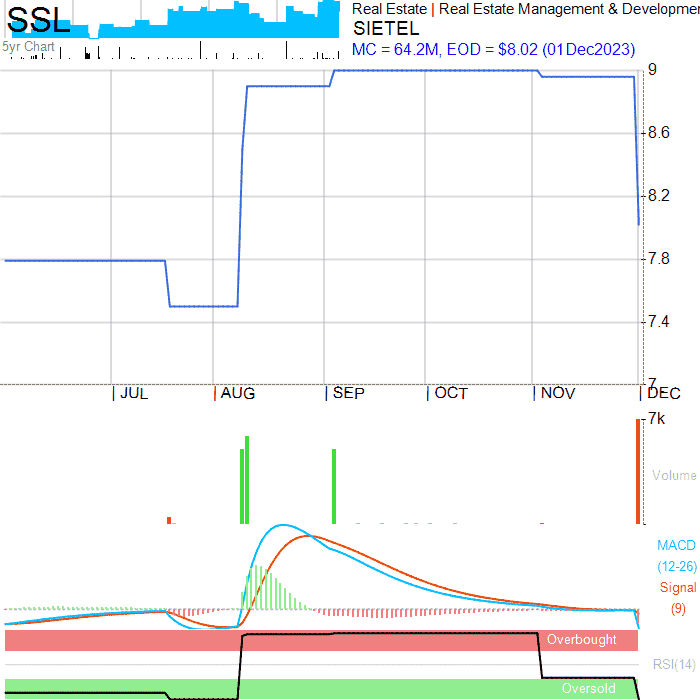 SSL
Real Estate | Real Estate Management & Developmen
SIETEL
5yr Chart
MC = 64.2M, EOD = $8.02 (01Dec2023)
9
8.6
8.2
7.8
7.4
7
JUL AUG SEP OCT NOV DEC
7k
Volume
MACD
(12-26)
Signal
(9)
Overbought
RSI(14)
Oversold